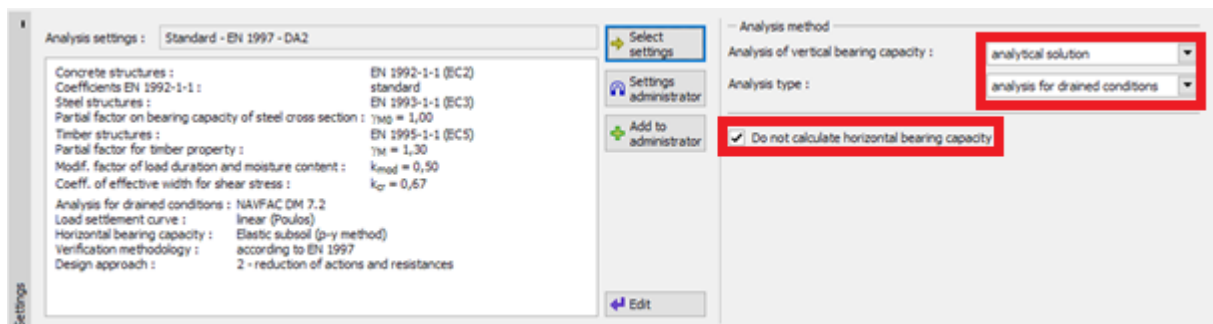 Analysis settings : Standard - EN 1997 - DA2
Concrete structures : EN 1992-1-1 (EC2)
Coefficients EN 1992-1-1 : standard
Steel structures : EN 1993-1-1 (EC3)
Partial factor on bearing capacity of steel cross section : γM0 = 1,00
Timber structures : EN 1995-1-1 (EC5)
Partial factor for timber property : γM = 1,30
Modif. factor of load duration and moisture content : kmod = 0,50
Coeff. of effective width for shear stress : kcr = 0,67
Analysis for drained conditions : NAVFAC DM 7.2
Load settlement curve : linear (Poulos)
Horizontal bearing capacity : Elastic subsoil (p-y method)
Verification methodology : according to EN 1997
Design approach : 2 - reduction of actions and resistances
Select
settings
Settings
administrator
Add to
administrator
Edit
Analysis method
Analysis of vertical bearing capacity : analytical solution
Analysis type : analysis for drained conditions
Do not calculate horizontal bearing capacity
Settings